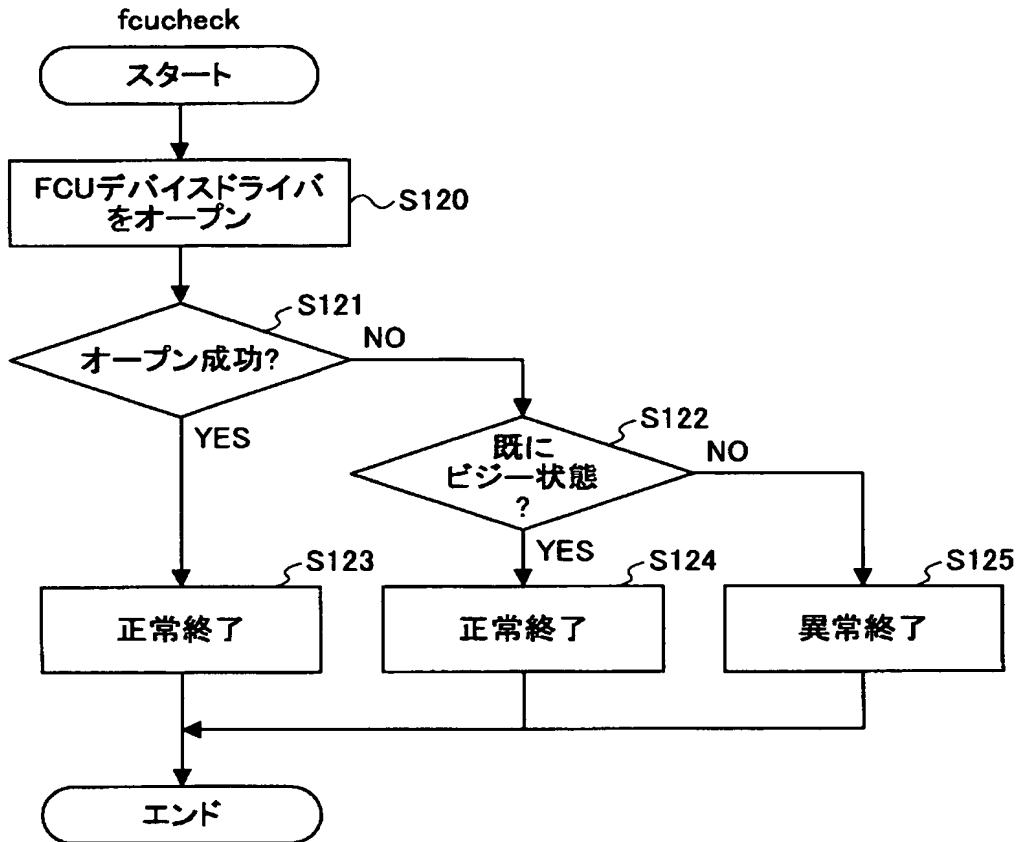 fcucheck
スタート
FCUデバイスドライバ
をオープン
S120
S121
オープン成功?
NO
YES
S122
既に
ビジー状態
?
NO
YES
S123
正常終了
S124
正常終了
S125
異常終了
エンド